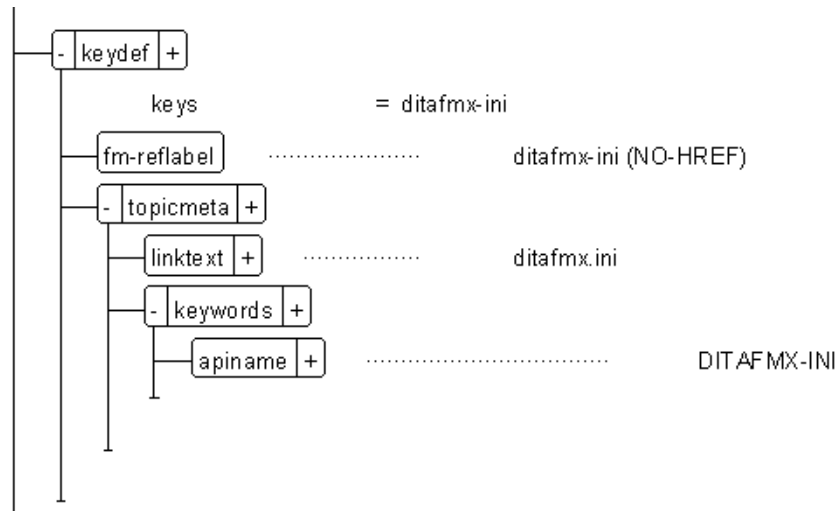 - keydef +
keys = ditafmx-ini
fm-reflabel ditafmx-ini (NO-HREF)
- topicmeta +
linktext + ditafmx.ini
- keywords +
apiname + DITAFMX-INI